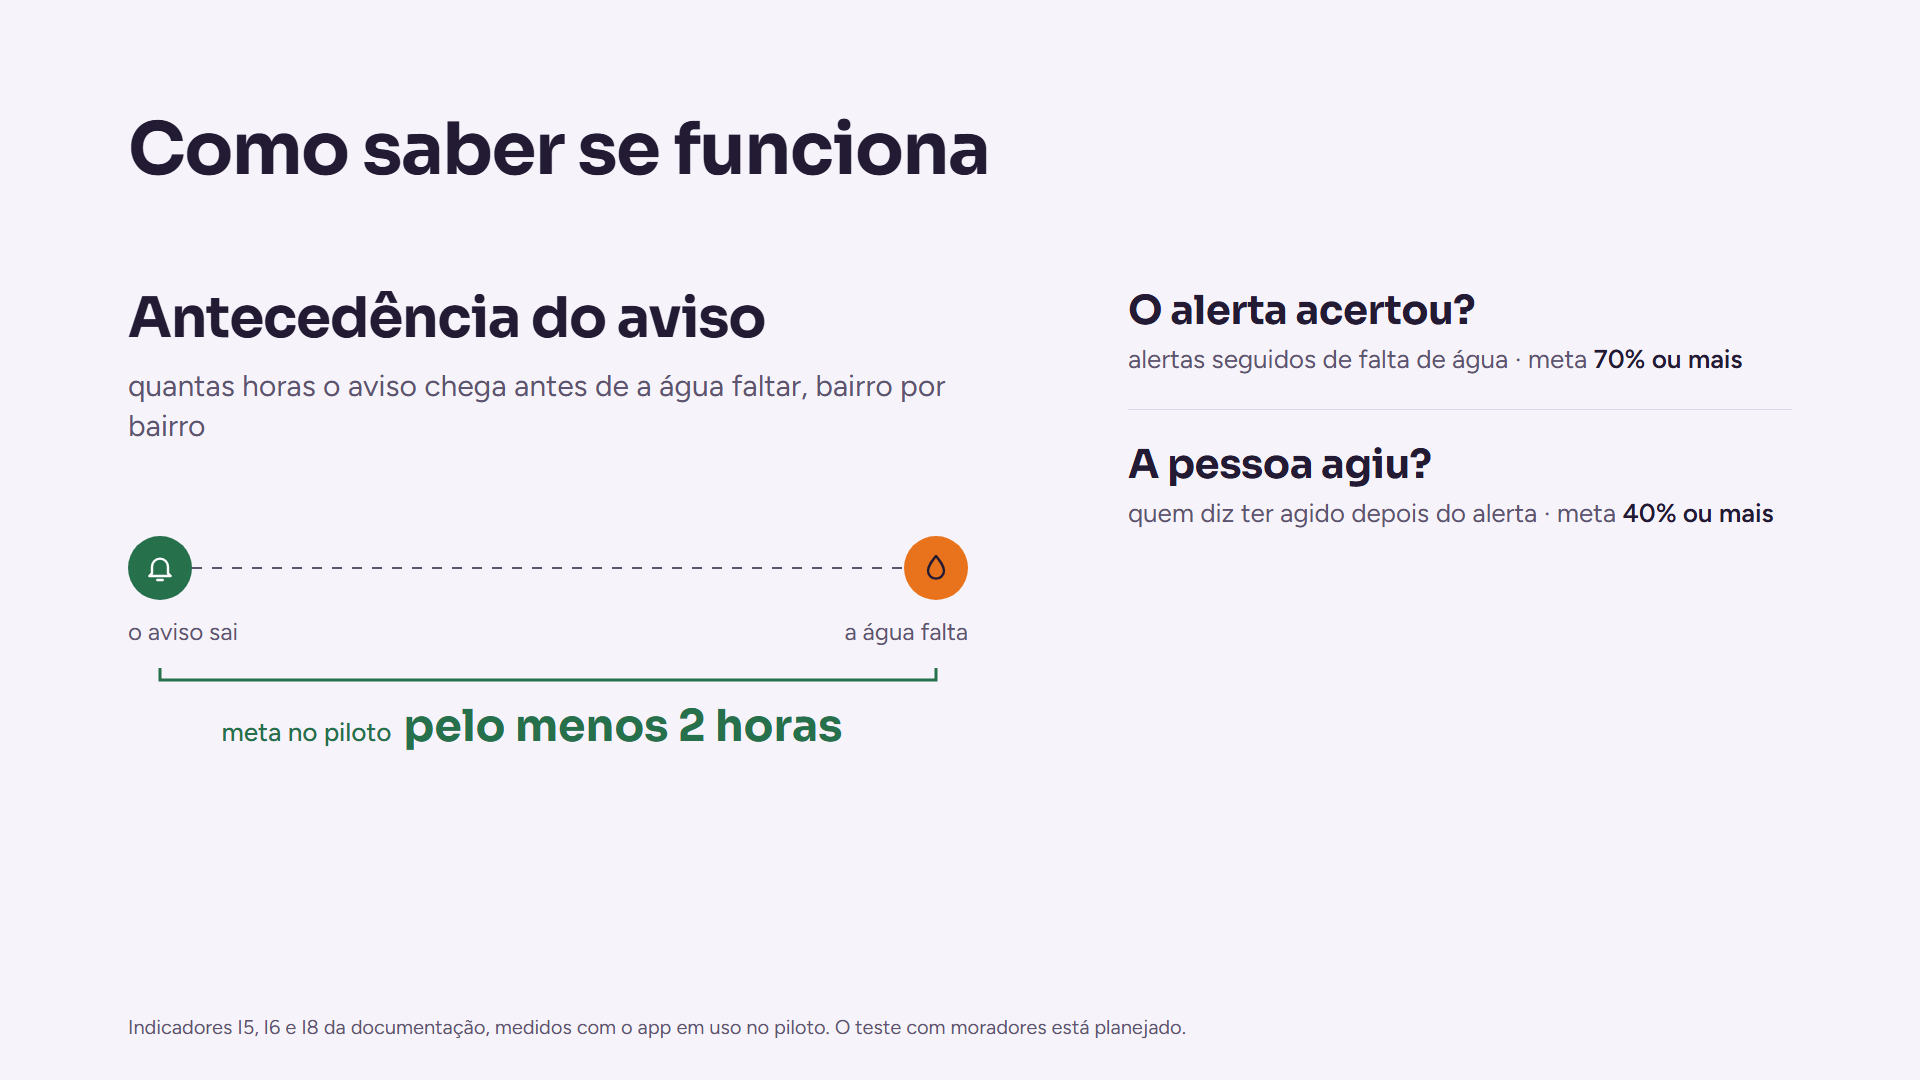 Como saber se funciona
Antecedência do aviso
quantas horas o aviso chega antes de a água faltar, bairro por
bairro
o aviso sai
a água falta
meta no piloto pelo menos 2 horas
O alerta acertou?
alertas seguidos de falta de água · meta 70% ou mais
A pessoa agiu?
quem diz ter agido depois do alerta · meta 40% ou mais
Indicadores I5, I6 e I8 da documentação, medidos com o app em uso no piloto. O teste com moradores está planejado.